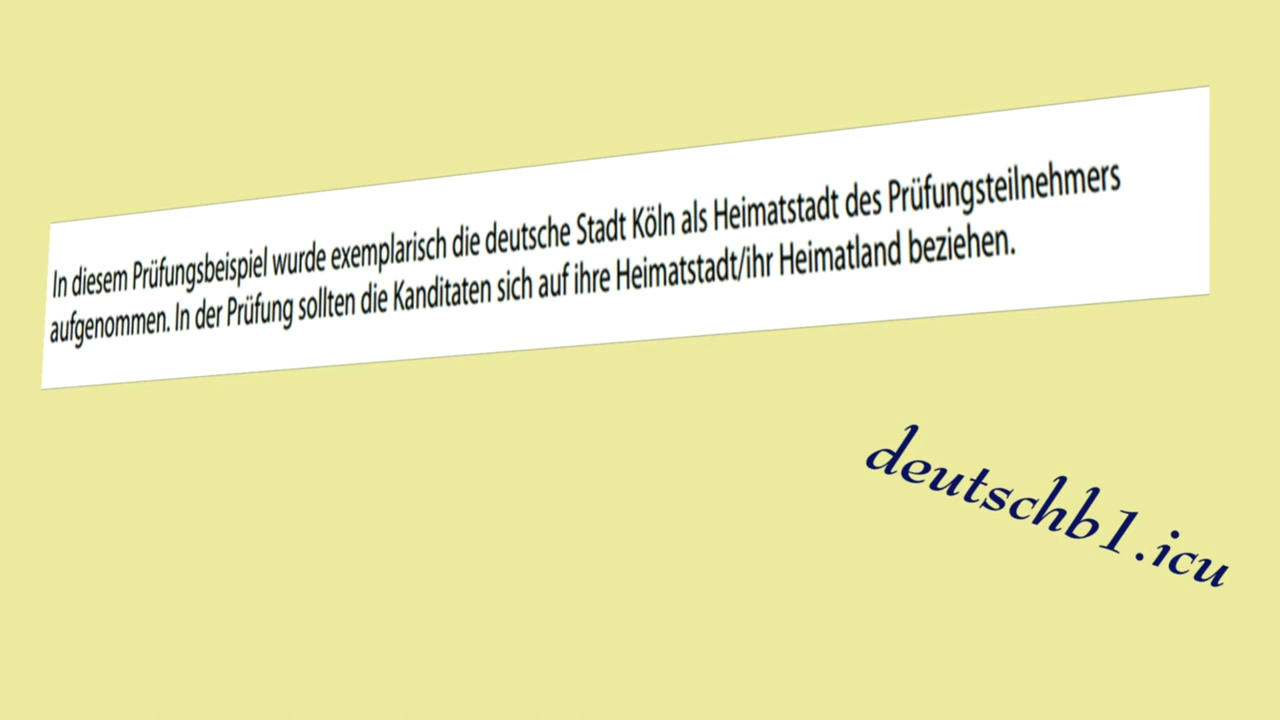 In diesem Prüfungsbeispiel wurde exemplarisch die deutsche Stadt Köln als Heimatstadt des Prüfungsteilnehmers
aufgenommen. In der Prüfung sollten die Kanditaten sich auf ihre Heimatstadt/ihr Heimatland beziehen.
deutschb1.icu